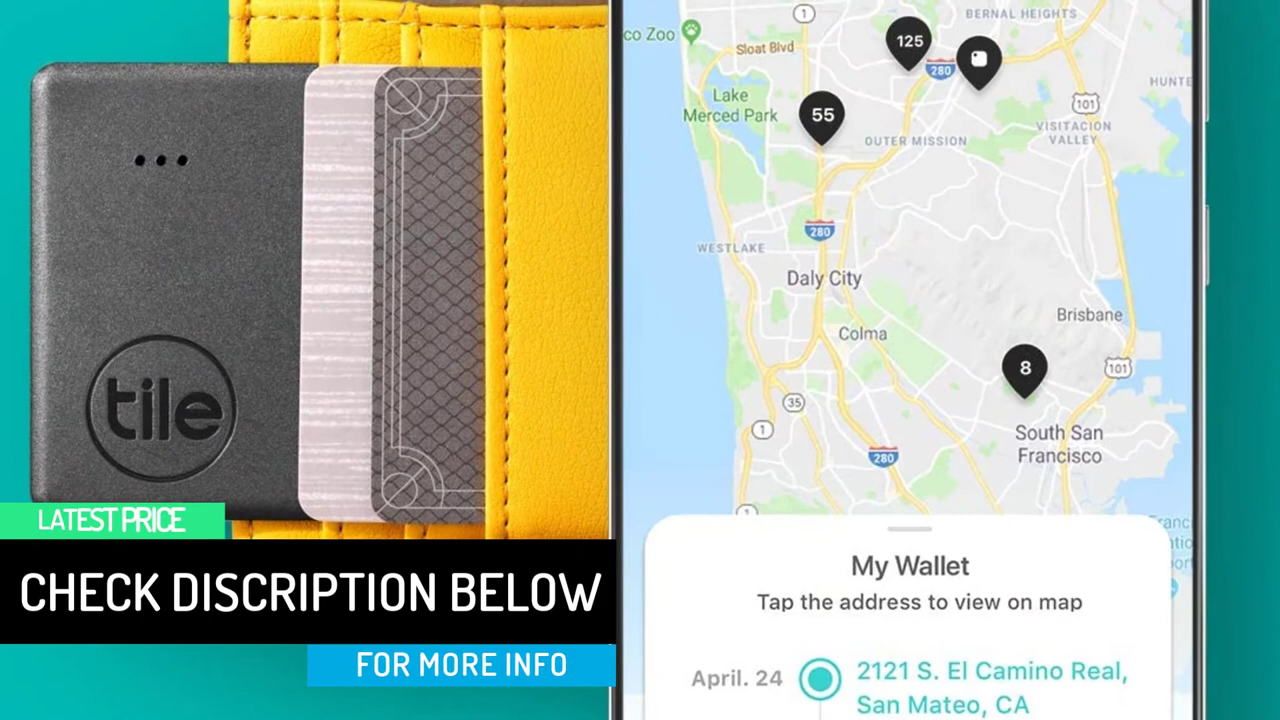 tile
LATEST PRICE
CHECK DISCRIPTION BELOW
FOR MORE INFO
1
125
BERNAL HEIGHTS
co Zoo
Sloat Blvd
280
HUNTE
Lake
Merced Park
55
101
VISITACION
VALLEY
OUTER MISSION
280
WESTLAKE
Daly City
Brisbane
Colma
8
101
35
1
South San
Francisco
280
1
Franci
My Wallet
Tap the address to view on map
April. 24
2121 S. El Camino Real,
San Mateo, CA